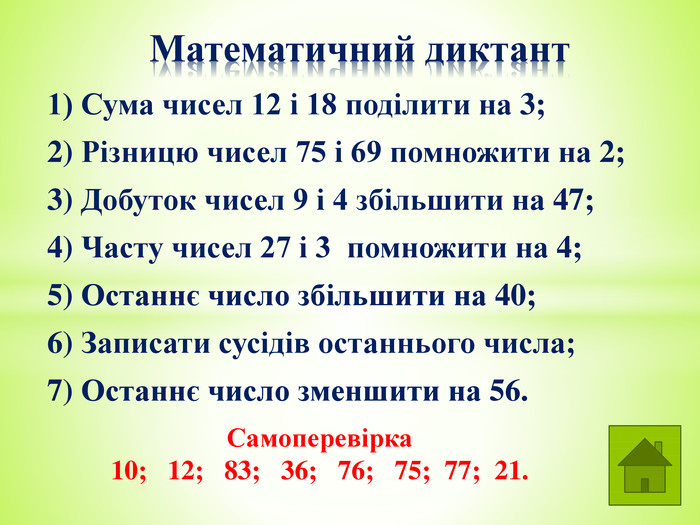 Математичний диктант
1) Сума чисел 12 і 18 поділити на 3;
2) Різницю чисел 75 і 69 помножити на 2;
3) Добуток чисел 9 і 4 збільшити на 47;
4) Часту чисел 27 і 3 помножити на 4;
5) Останнє число збільшити на 40;
6) Записати сусідів останнього числа;
7) Останнє число зменшити на 56.
Самоперевірка
10; 12; 83; 36; 76; 75; 77; 21.